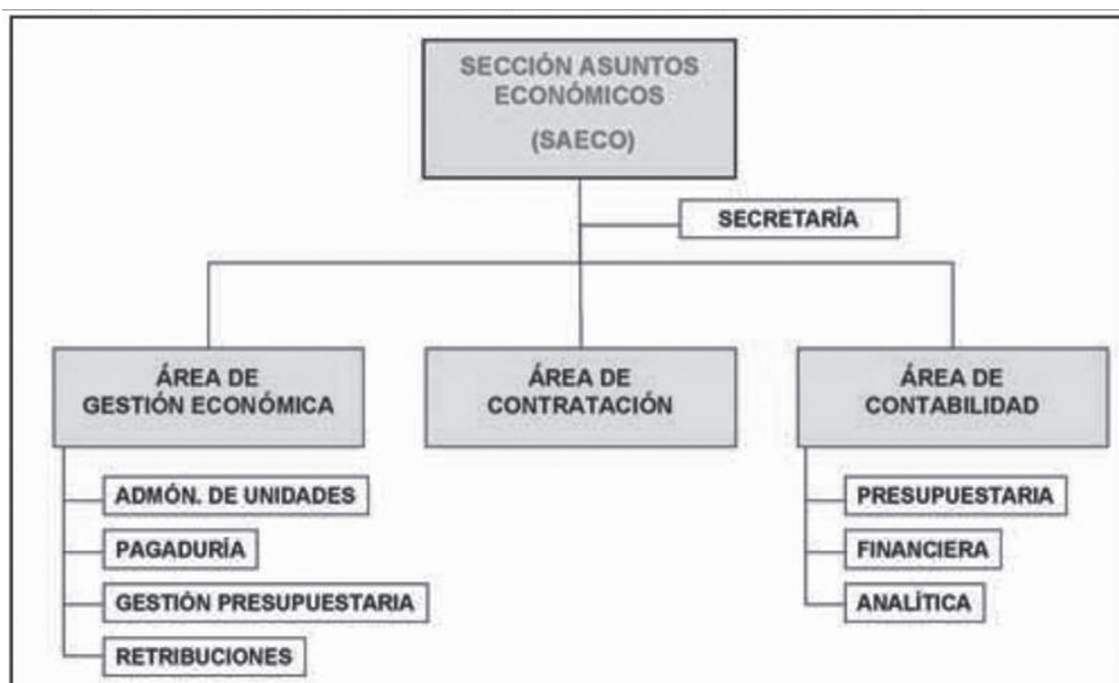 SECCIÓN ASUNTOS
ECONÓMICOS
(SAECO)
SECRETARÍA
ÁREA DE
GESTIÓN ECONÓMICA
ÁREA DE
CONTRATACIÓN
ÁREA DE
CONTABILIDAD
ADMÓN. DE UNIDADES
PAGADURÍA
GESTIÓN PRESUPUESTARIA
RETRIBUCIONES
PRESUPUESTARIA
FINANCIERA
ANALÍTICA